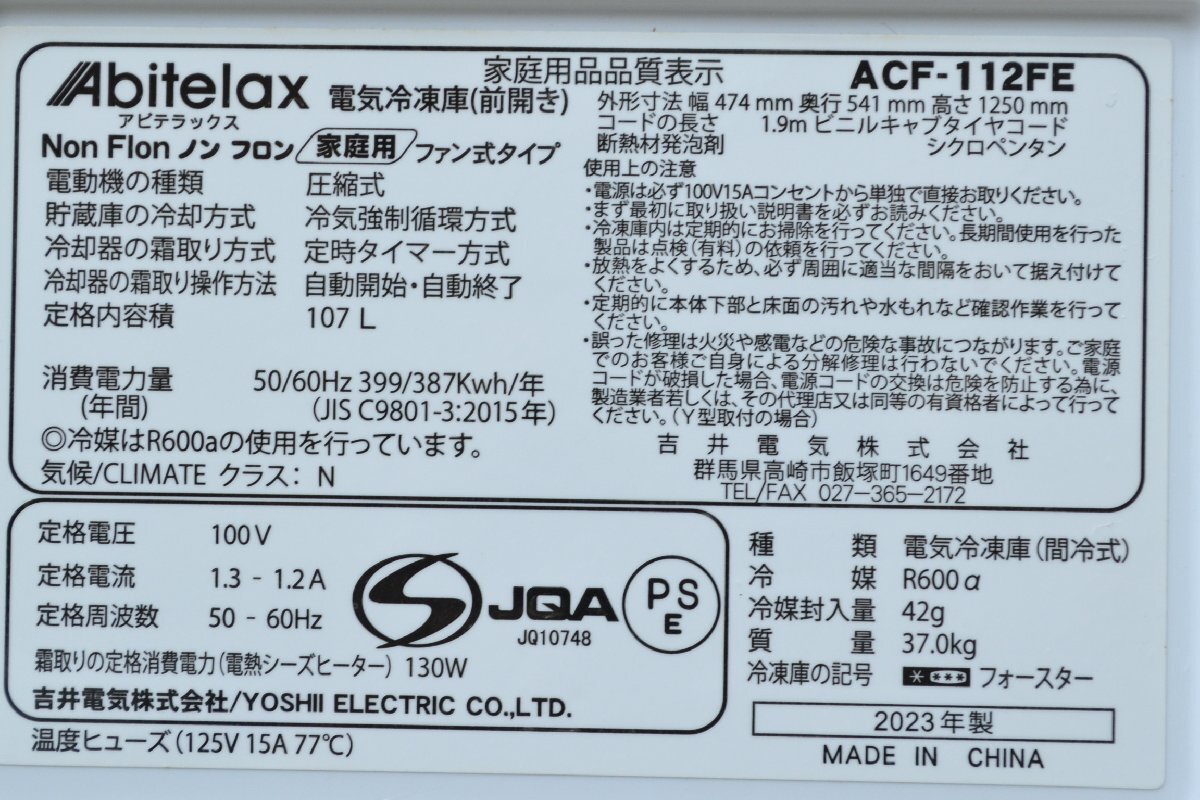 Abitelax
アビテラックス
電気冷凍庫(前開き)
Non Flon ノンフロン 家庭用 ファン式タイプ
電動機の種類 圧縮式
貯蔵庫の冷却方式 冷気強制循環方式
冷却器の霜取り方式 定時タイマー方式
冷却器の霜取り操作方法 自動開始・自動終了
定格内容積 107 L
消費電力量 50/60Hz 399/387Kwh/年
(年間) (JIS C9801-3:2015年)
◎冷媒はR600aの使用を行っています。
気候/CLIMATE クラス: N
家庭用品品質表示 ACF-112FE
外形寸法 幅 474 mm 奥行 541 mm 高さ 1250 mm
コードの長さ 1.9m ビニルキャブタイヤコード
断熱材発泡剤 シクロペンタン
使用上の注意
・電源は必ず100V15Aコンセントから単独で直接お取りください。
・まず最初に取り扱い説明書を必ずお読みください。
・冷凍庫内は定期的にお掃除を行ってください。長期間使用を行った
製品は点検(有料)の依頼を行ってください。
・放熱をよくするため、必ず周囲に適当な間隔をおいて据え付けて
ください。
・定期的に本体下部と床面の汚れや水もれなど確認作業を行って
ください。
・誤った修理は火災や感電などの危険な事故につながります。ご家庭
でのお客様ご自身による分解修理は行わないでください。電源
コードが破損した場合、電源コードの交換は危険を防止する為に、
製造業者若しくは、その代理店又は同等の有資格者によって行って
ください。(Y型取付の場合)
吉井電気株式会社
群馬県高崎市飯塚町1649番地
TEL/FAX 027-365-2172
定格電圧 100V
定格電流 1.3 - 1.2A
定格周波数 50 - 60Hz
JQA
JQ10748
PS
E
霜取りの定格消費電力(電熱シーズヒーター) 130W
吉井電気株式会社/YOSHII ELECTRIC CO.,LTD.
温度ヒューズ(125V 15A 77℃)
種類 電気冷凍庫(間冷式)
冷媒 R600α
冷媒封入量 42g
質量 37.0kg
冷凍庫の記号 * *** フォースター
2023年製
MADE IN CHINA